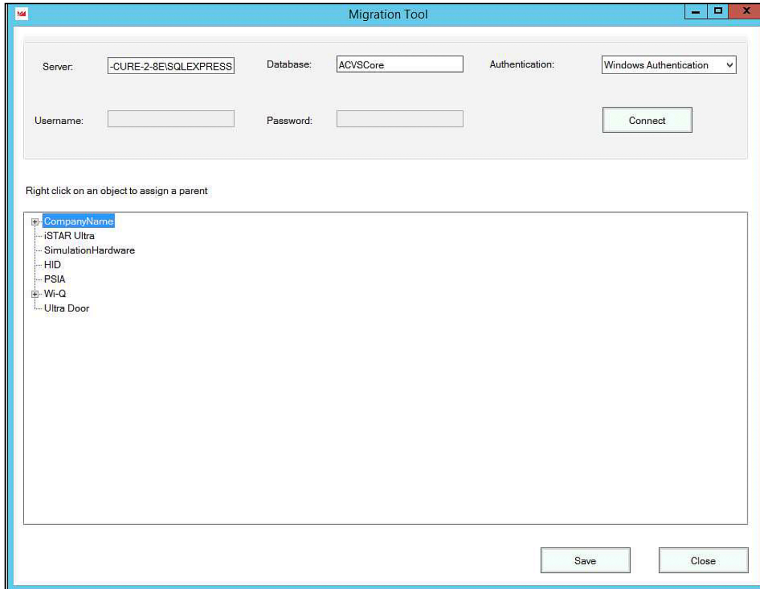 Migration Tool
Server: -CURE-2-8E\SQLEXPRESS Database: ACVSCore Authentication: Windows Authentication
Username: Password: Connect
Right click on an object to assign a parent
CompanyName
iSTAR Ultra
SimulationHardware
HID
PSIA
Wi-Q
Ultra Door
Save Close